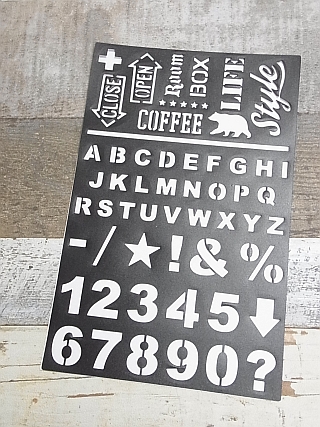 CLOSE
OPEN
Room
BOX
LIFE
Style
COFFEE
ABCDEFGHI
JKLMNOPQ
RSTUVWXYZ
-/★!&%
12345
67890?